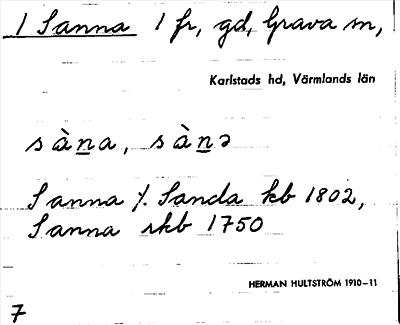 1 Sanna 1 fr, gd, Grava sn,
Karlstads hd, Värmlands län
sàna, sànə
Sanna /. Sanda kb 1802,
Sanna skb 1750
HERMAN HULTSTRÖM 1910-11
7